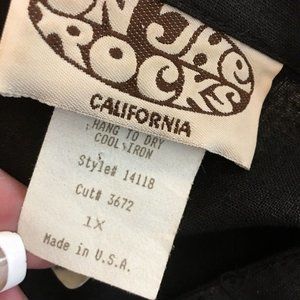 ON THE
ROCKS
CALIFORNIA
HANG TO DRY
COOL IRON
Style# 14118
Cut# 3672
1X
Made in U.S.A.